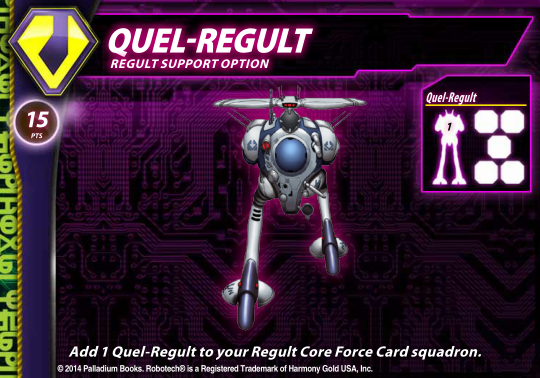 QUEL-REGULT
REGULT SUPPORT OPTION
15
PTS
Quel-Regult
1
Add 1 Quel-Regult to your Regult Core Force Card squadron.
© 2014 Palladium Books. Robotech® is a Registered Trademark of Harmony Gold USA, Inc.